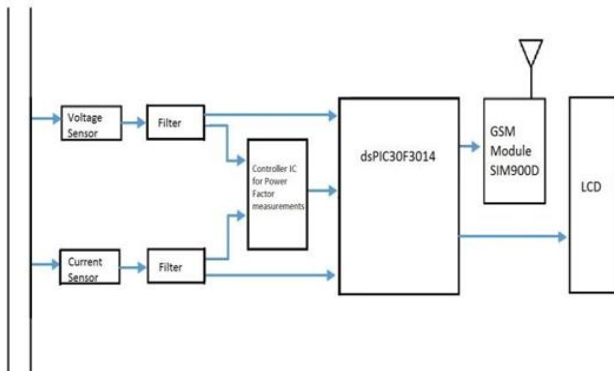 Voltage
Sensor
Filter
Controller IC
for Power
Factor
measurements
Current
Sensor
Filter
dsPIC30F3014
GSM
Module
SIM900D
LCD